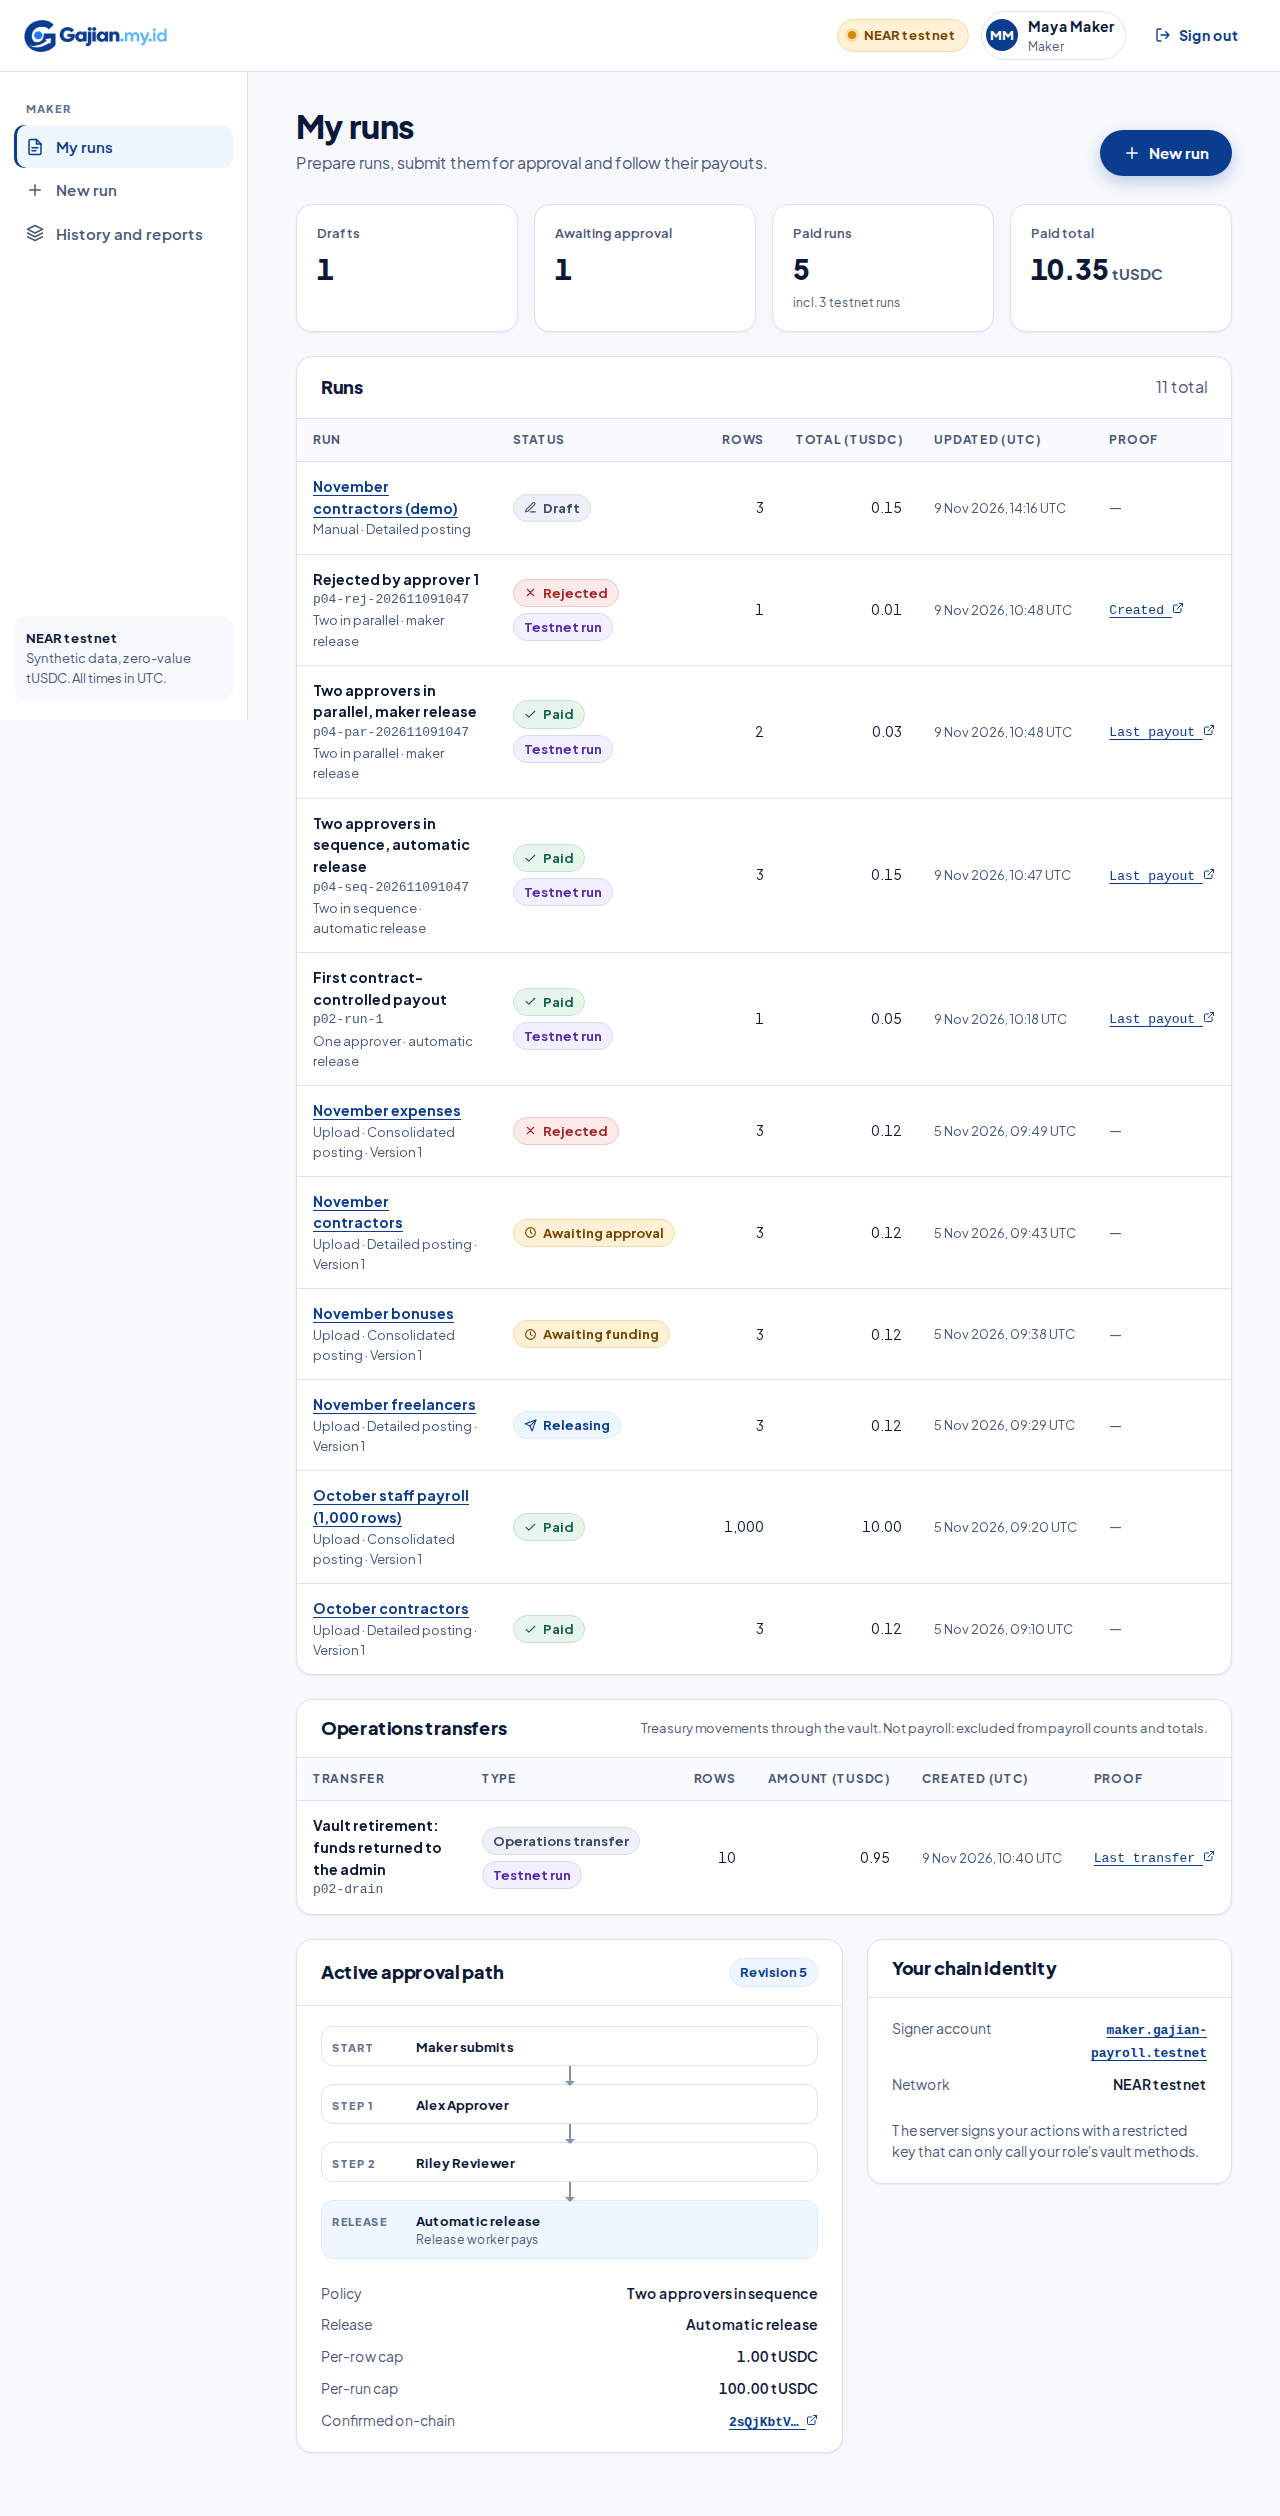 Gajian.my.id
NEAR testnet
MM
Maya Maker
Maker
Sign out
MAKER
My runs
New run
History and reports
NEAR testnet
Synthetic data, zero-value
tUSDC. All times in UTC.
My runs
Prepare runs, submit them for approval and follow their payouts.
New run
Drafts
1
Awaiting approval
1
Paid runs
5
incl. 3 testnet runs
Paid total
10.35 tUSDC
Runs
11 total
RUN STATUS ROWS TOTAL (TUSDC) UPDATED (UTC) PROOF
November
contractors (demo)
Manual · Detailed posting
Draft
3 0.15 9 Nov 2026, 14:16 UTC —
Rejected by approver 1
p04-rej-202611091047
Two in parallel · maker
release
Rejected
Testnet run
1 0.01 9 Nov 2026, 10:48 UTC Created
Two approvers in
parallel, maker release
p04-par-202611091047
Two in parallel · maker
release
Paid
Testnet run
2 0.03 9 Nov 2026, 10:48 UTC Last payout
Two approvers in
sequence, automatic
release
p04-seq-202611091047
Two in sequence ·
automatic release
Paid
Testnet run
3 0.15 9 Nov 2026, 10:47 UTC Last payout
First contract-
controlled payout
p02-run-1
One approver · automatic
release
Paid
Testnet run
1 0.05 9 Nov 2026, 10:18 UTC Last payout
November expenses
Upload · Consolidated
posting · Version 1
Rejected
3 0.12 5 Nov 2026, 09:49 UTC —
November
contractors
Upload · Detailed posting ·
Version 1
Awaiting approval
3 0.12 5 Nov 2026, 09:43 UTC —
November bonuses
Upload · Consolidated
posting · Version 1
Awaiting funding
3 0.12 5 Nov 2026, 09:38 UTC —
November freelancers
Upload · Detailed posting ·
Version 1
Releasing
3 0.12 5 Nov 2026, 09:29 UTC —
October staff payroll
(1,000 rows)
Upload · Consolidated
posting · Version 1
Paid
1,000 10.00 5 Nov 2026, 09:20 UTC —
October contractors
Upload · Detailed posting ·
Version 1
Paid
3 0.12 5 Nov 2026, 09:10 UTC —
Operations transfers
Treasury movements through the vault. Not payroll: excluded from payroll counts and totals.
TRANSFER TYPE ROWS AMOUNT (TUSDC) CREATED (UTC) PROOF
Vault retirement:
funds returned to
the admin
p02-drain
Operations transfer
Testnet run
10 0.95 9 Nov 2026, 10:40 UTC Last transfer
Active approval path
Revision 5
START Maker submits
STEP 1 Alex Approver
STEP 2 Riley Reviewer
RELEASE Automatic release
Release worker pays
Policy Two approvers in sequence
Release Automatic release
Per-row cap 1.00 tUSDC
Per-run cap 100.00 tUSDC
Confirmed on-chain 2sQjKbtV…
Your chain identity
Signer account maker.gajian-
payroll.testnet
Network NEAR testnet
The server signs your actions with a restricted
key that can only call your role's vault methods.